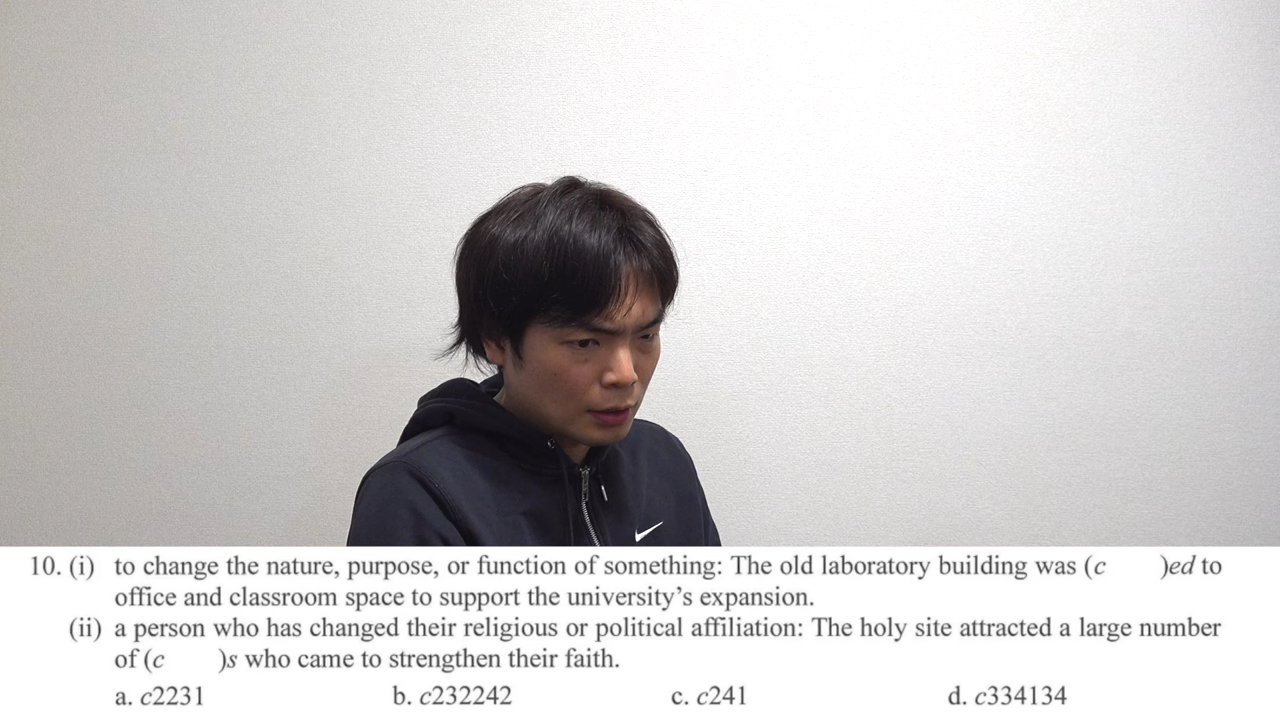 10. (i) to change the nature, purpose, or function of something: The old laboratory building was (c )ed to
office and classroom space to support the university's expansion.
(ii) a person who has changed their religious or political affiliation: The holy site attracted a large number
of (c )s who came to strengthen their faith.
a. c2231 b. c232242 c. c241 d. c334134